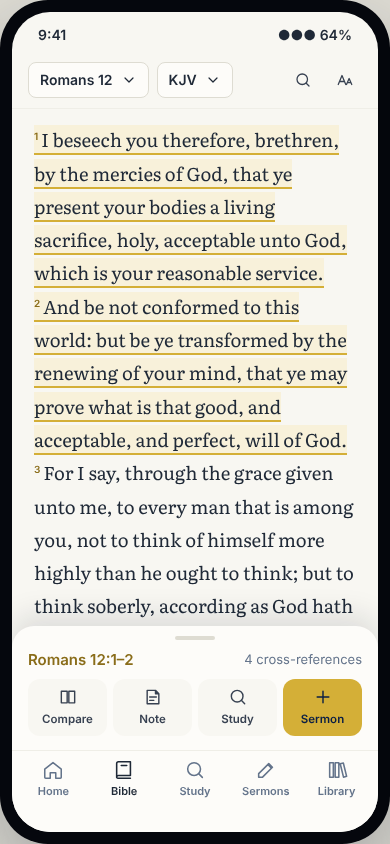 9:41 64%
Romans 12 KJV AA
1 I beseech you therefore, brethren,
by the mercies of God, that ye
present your bodies a living
sacrifice, holy, acceptable unto God,
which is your reasonable service.
2 And be not conformed to this
world: but be ye transformed by the
renewing of your mind, that ye may
prove what is that good, and
acceptable, and perfect, will of God.
3 For I say, through the grace given
unto me, to every man that is among
you, not to think of himself more
highly than he ought to think; but to
think soberly, according as God hath
Romans 12:1–2 4 cross-references
Compare Note Study Sermon
Home Bible Study Sermons Library